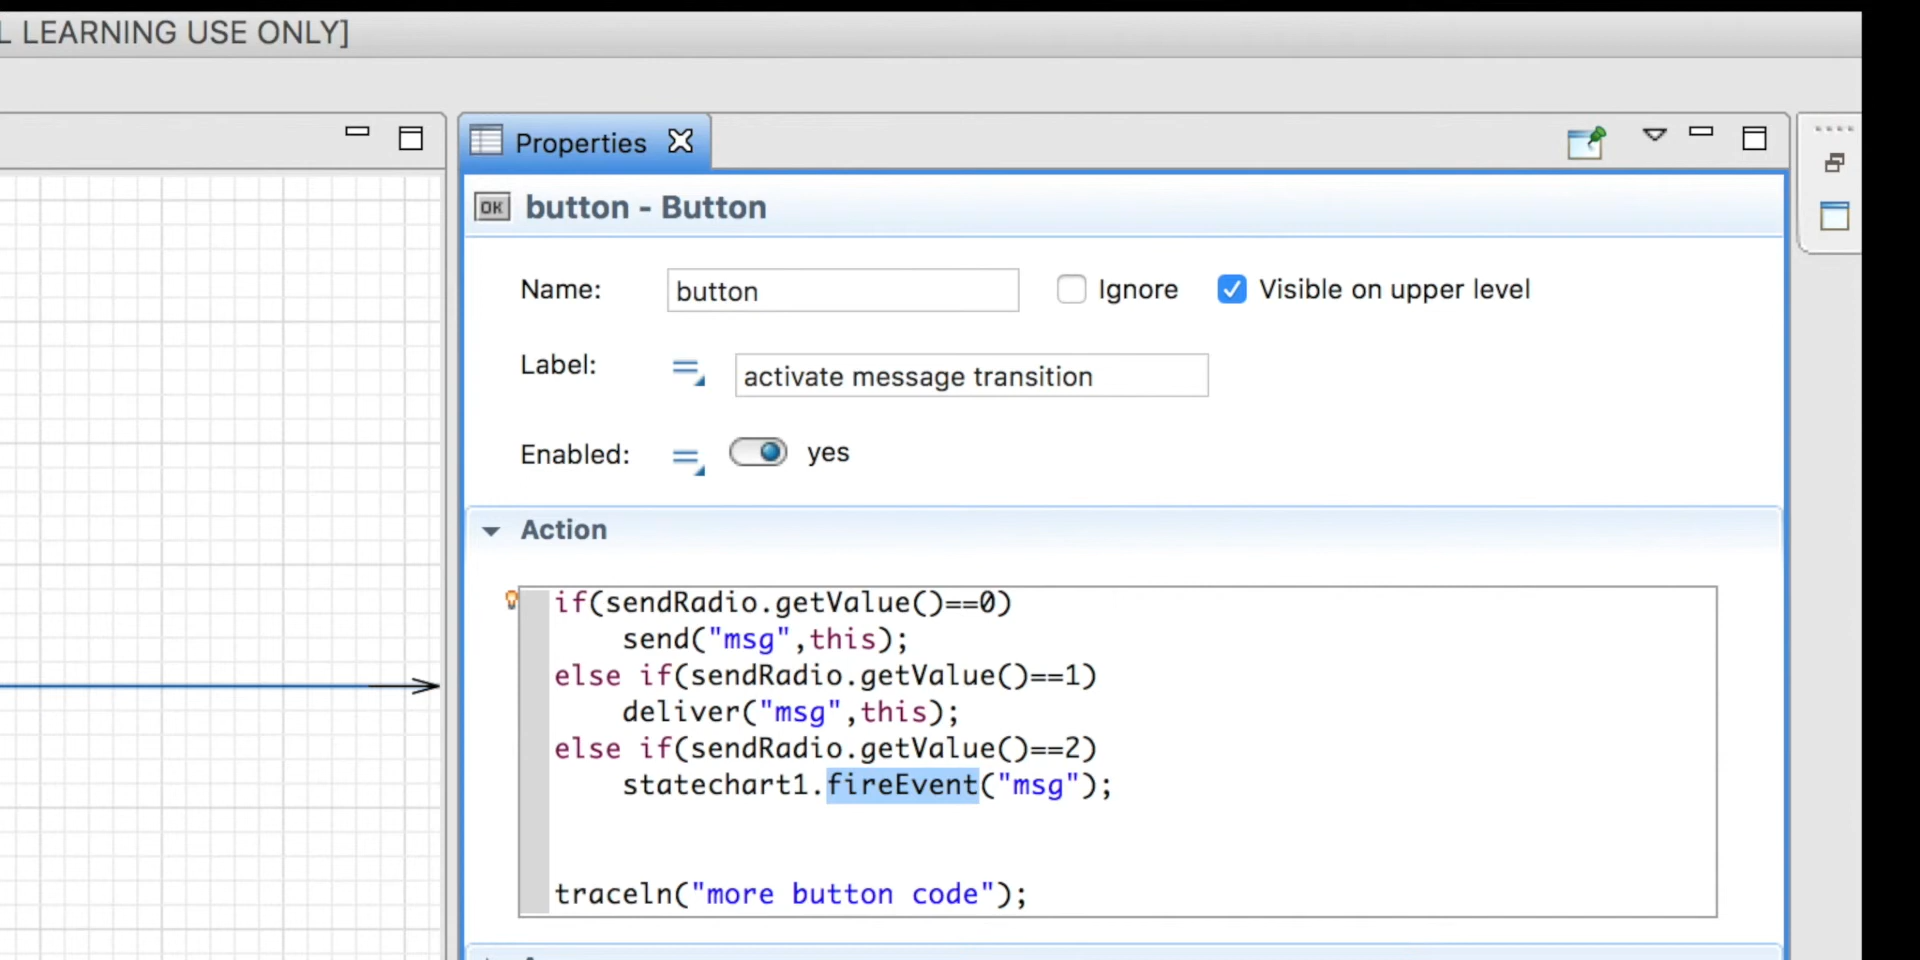 L LEARNING USE ONLY]
Properties
OK button - Button
Name: button Ignore Visible on upper level
Label: activate message transition
Enabled: yes
Action
if(sendRadio.getValue()==0)
send("msg",this);
else if(sendRadio.getValue()==1)
deliver("msg",this);
else if(sendRadio.getValue()==2)
statechart1.fireEvent("msg");
traceln("more button code");